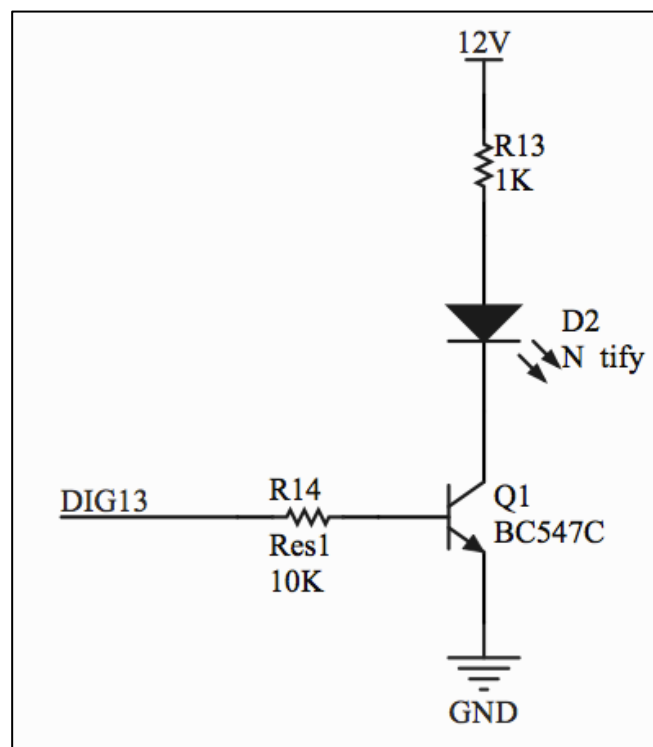 12V
R13
1K
D2
N tify
DIG13
R14
Res1
10K
Q1
BC547C
GND